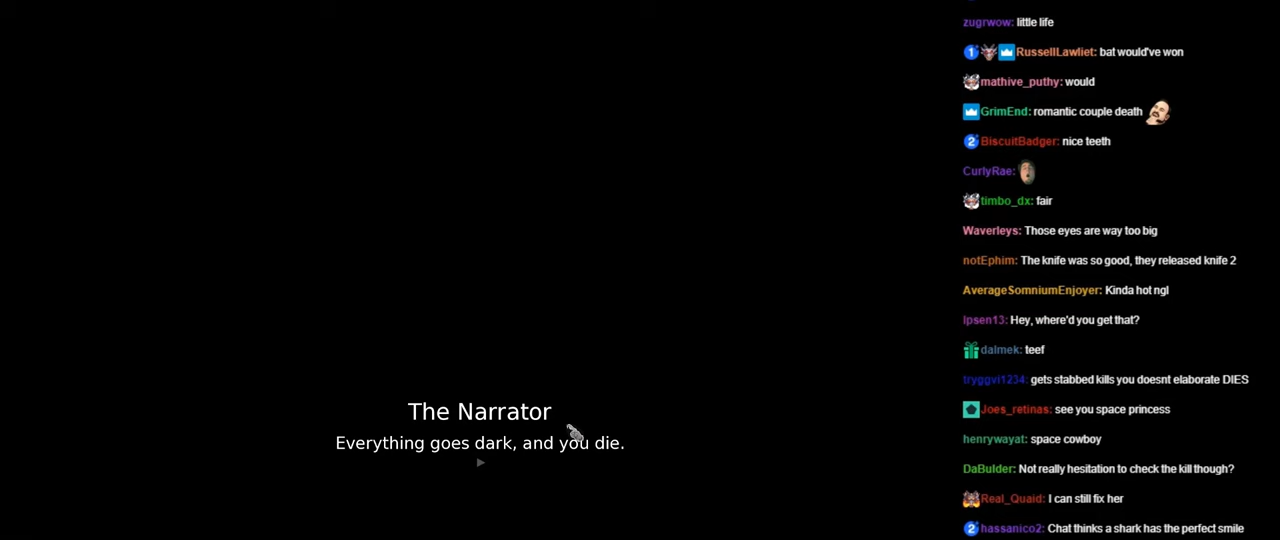 zugrwow: little life
1 RussellLawliet: bat would've won
mathive_puthy: would
GrimEnd: romantic couple death
2 BiscuitBadger: nice teeth
CurlyRae:
timbo_dx: fair
Waverleys: Those eyes are way too big
notEphim: The knife was so good, they released knife 2
AverageSomniumEnjoyer: Kinda hot ngl
Ipsen13: Hey, where'd you get that?
dalmek: teef
tryggvi1234: gets stabbed kills you doesnt elaborate DIES
Joes_retinas: see you space princess
henrywayat: space cowboy
DaBulder: Not really hesitation to check the kill though?
Real_Quaid: I can still fix her
2 hassanico2: Chat thinks a shark has the perfect smile
The Narrator
Everything goes dark, and you die.